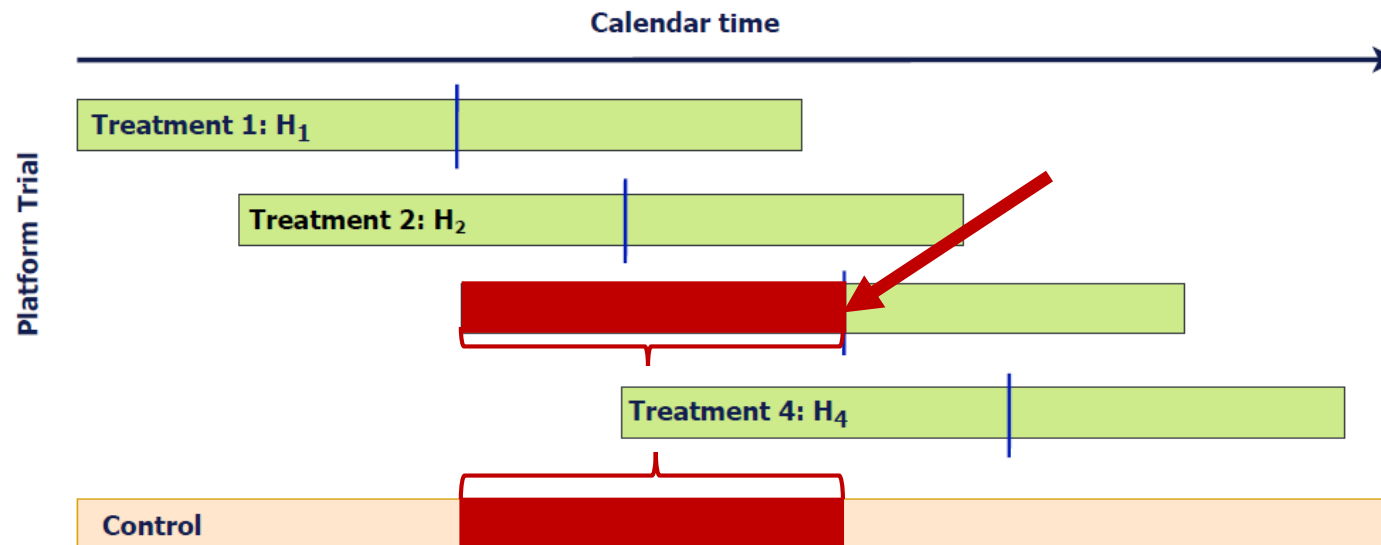 Calendar time
Platform Trial
Treatment 1: H₁
Treatment 2: H₂
Treatment 4: H₄
Control